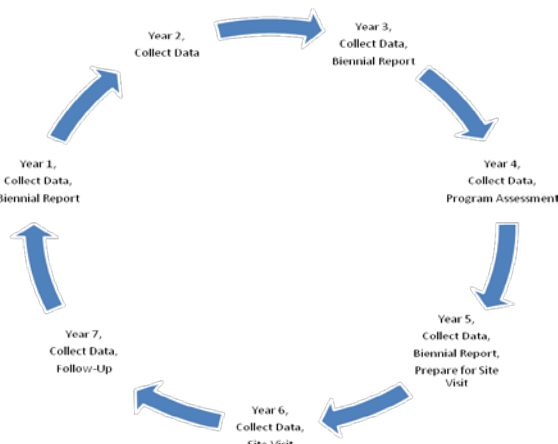 Year 1,
Collect Data,
Biennial Report
Year 2,
Collect Data
Year 3,
Collect Data,
Biennial Report
Year 4,
Collect Data,
Program Assessment
Year 5,
Collect Data,
Biennial Report,
Prepare for Site
Visit
Year 6,
Collect Data,
Site Visit
Year 7,
Collect Data,
Follow-Up